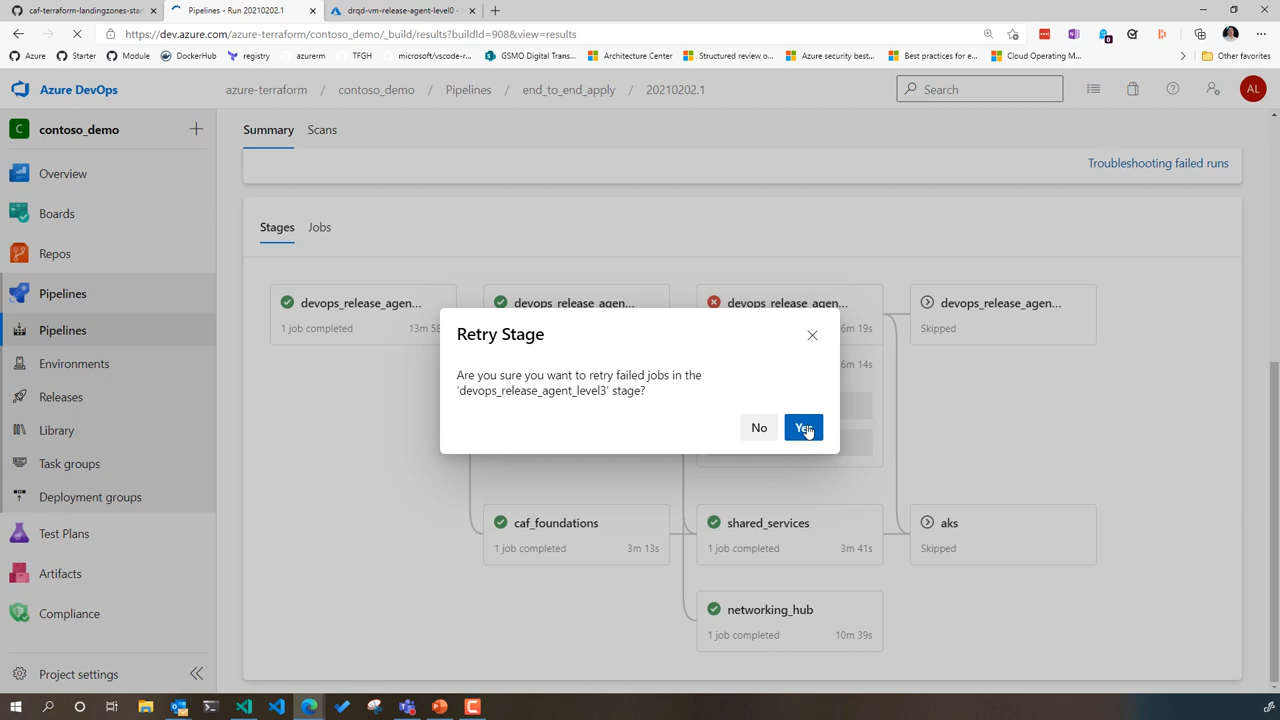 caf-terraform-landingzones-star
Pipelines - Run 20210202.1
drqd-vm-release-agent-level0 -
https://dev.azure.com/azure-terraform/contoso_demo/_build/results?buildId=908&view=results
Azure
Starter
Module
DockerHub
registry
azurerm
TFGH
microsoft/vscode-r...
GSMO Digital Trans...
Architecture Center
Structured review o...
Azure security best...
Best practices for e...
Cloud Operating M...
Other favorites
Azure DevOps
azure-terraform / contoso_demo / Pipelines / end_to_end_apply / 20210202.1
Search
AL
C contoso_demo
Overview
Boards
Repos
Pipelines
Pipelines
Environments
Releases
Library
Task groups
Deployment groups
Test Plans
Artifacts
Compliance
Project settings
Summary
Scans
Troubleshooting failed runs
Stages
Jobs
devops_release_agen...
1 job completed
devops_release_agen...
devops_release_agen...
6m 19s
6m 14s
devops_release_agen...
Skipped
Retry Stage
Are you sure you want to retry failed jobs in the
'devops_release_agent_level3' stage?
No
caf_foundations
1 job completed 3m 13s
shared_services
1 job completed 3m 41s
aks
Skipped
networking_hub
1 job completed 10m 39s